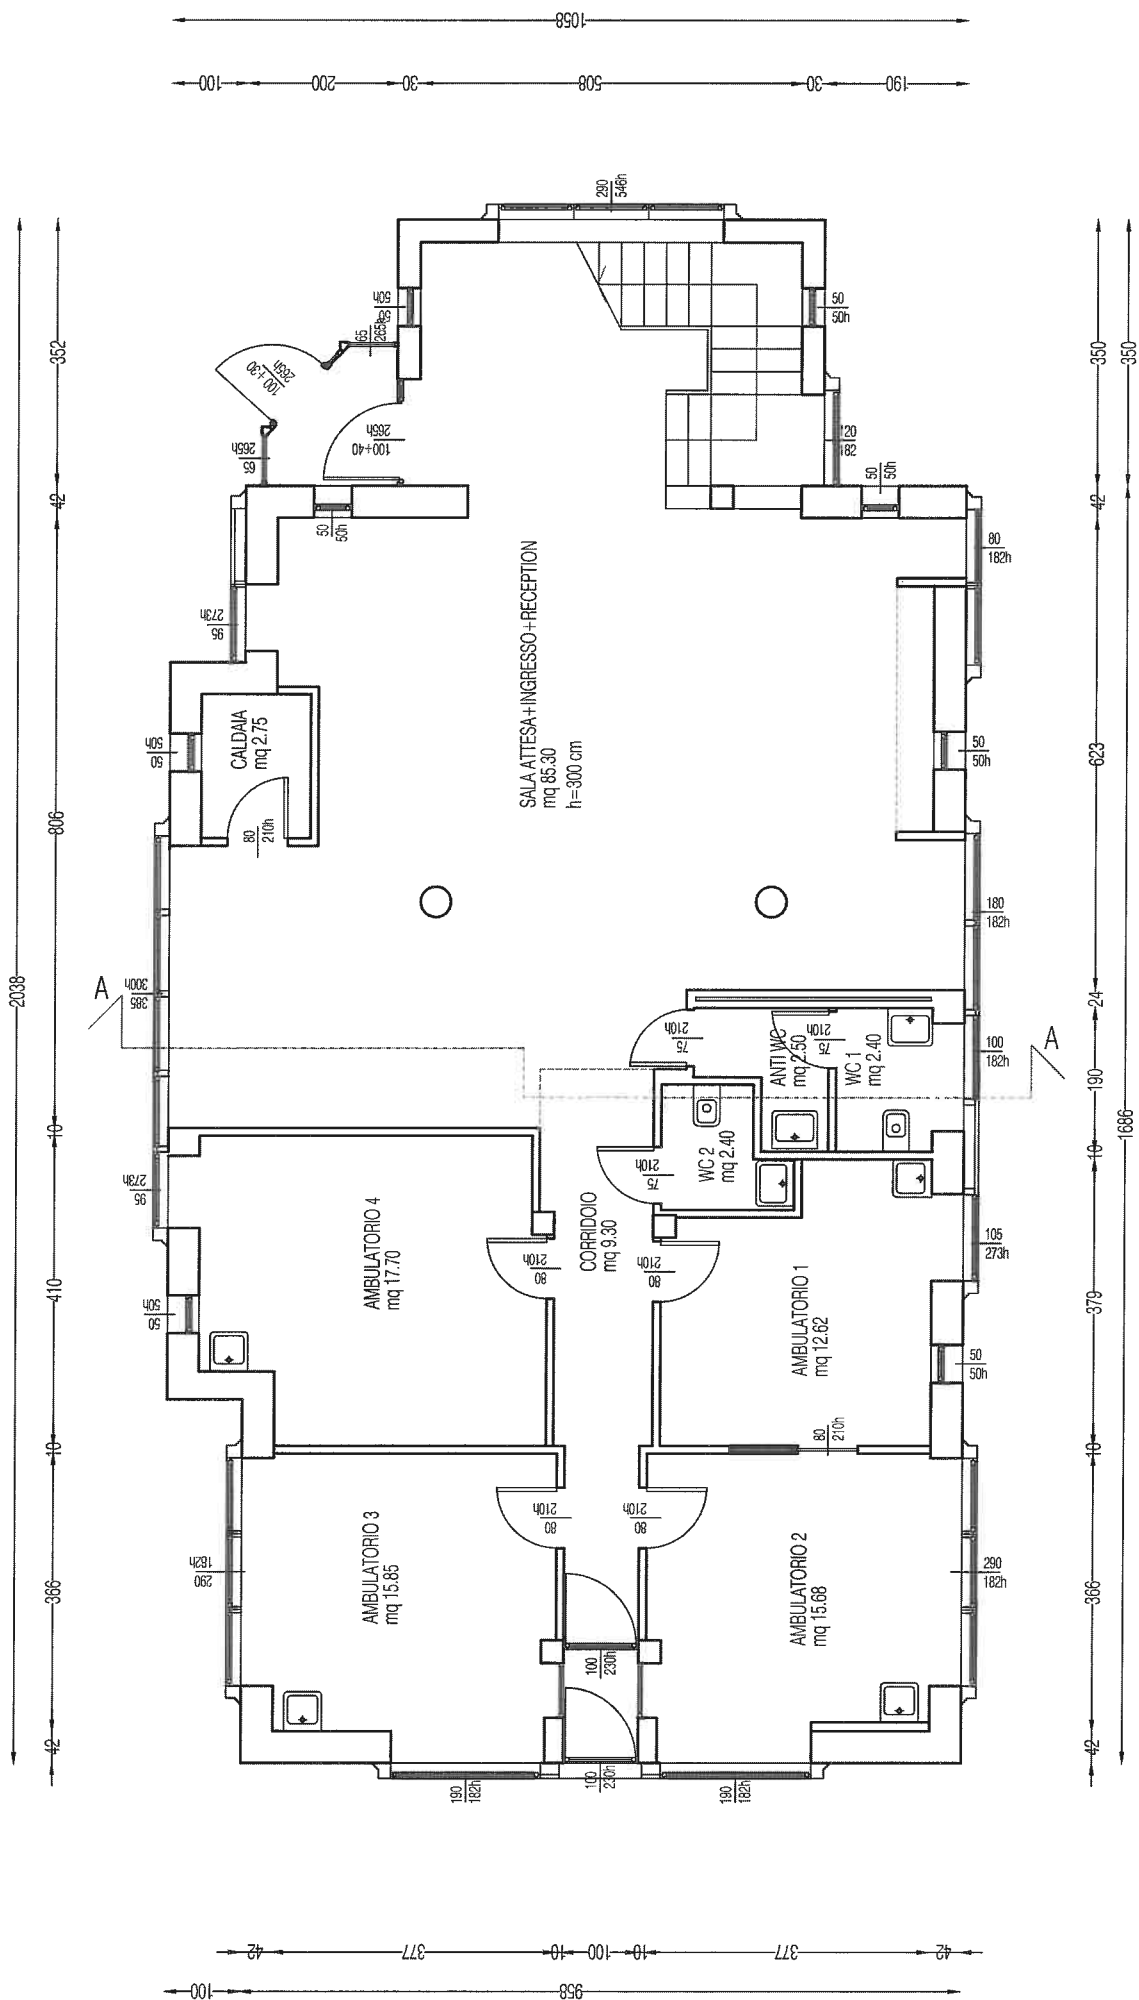 1058
100
200
30
508
30
190
290
546h
50
50h
50
50h
65
265h
100+30
265h
100+40
265h
65
265h
120
182
50
50h
50
50h
352
42
806
10
410
10
366
42
2038
350
42
623
24
190
10
379
10
366
42
350
1686
80
182h
95
273h
SALA ATTESA+INGRESSO+RECEPTION
mq 85.30
h=300 cm
CALDAIA
mq 2.75
50
50h
80
210h
50
50h
180
182h
385
300h
A
A
75
210h
ANTI WC
mq 2.50
75
210h
WC 1
mq 2.40
100
182h
WC 2
mq 2.40
75
210h
95
273h
AMBULATORIO 4
mq 17.70
CORRIDOIO
mq 9.30
80
210h
80
210h
105
273h
AMBULATORIO 1
mq 12.62
50
50h
50
50h
80
210h
AMBULATORIO 3
mq 15.85
80
210h
80
210h
AMBULATORIO 2
mq 15.68
290
182h
290
182h
100
230h
100
230h
190
182h
190
182h
42
377
10
100
10
377
42
100
958